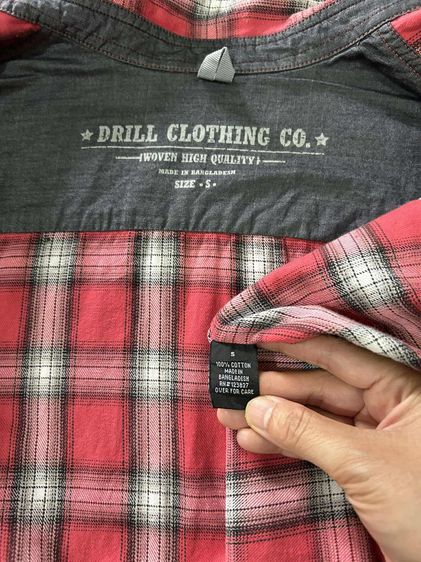 ★ DRILL CLOTHING CO. ★
WOVEN HIGH QUALITY
MADE IN BANGLADESH
SIZE • S •
S
100% COTTON
MADE IN
BANGLADESH
RN# 123837
OVER FOR CARE